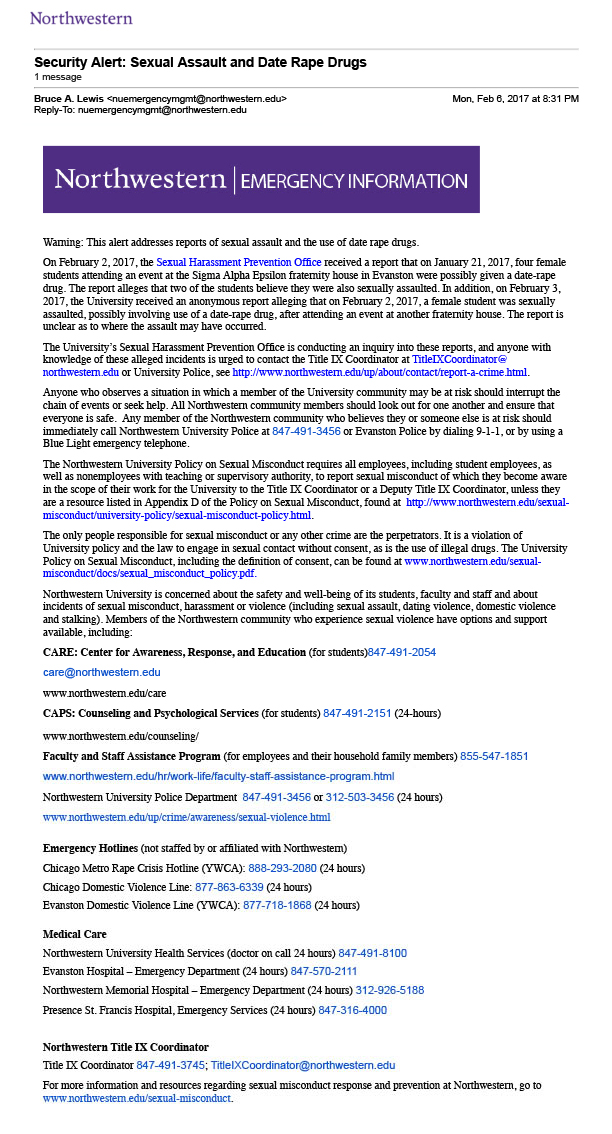 Northwestern
Security Alert: Sexual Assault and Date Rape Drugs
1 message
Bruce A. Lewis <nuemergencymgmt@northwestern.edu> Mon, Feb 6, 2017 at 8:31 PM
Reply-To: nuemergencymgmt@northwestern.edu
Northwestern | EMERGENCY INFORMATION
Warning: This alert addresses reports of sexual assault and the use of date rape drugs.
On February 2, 2017, the Sexual Harassment Prevention Office received a report that on January 21, 2017, four female
students attending an event at the Sigma Alpha Epsilon fraternity house in Evanston were possibly given a date-rape
drug. The report alleges that two of the students believe they were also sexually assaulted. In addition, on February 3,
2017, the University received an anonymous report alleging that on February 2, 2017, a female student was sexually
assaulted, possibly involving use of a date-rape drug, after attending an event at another fraternity house. The report is
unclear as to where the assault may have occurred.
The University's Sexual Harassment Prevention Office is conducting an inquiry into these reports, and anyone with
knowledge of these alleged incidents is urged to contact the Title IX Coordinator at TitleIXCoordinator@
northwestern.edu or University Police, see http://www.northwestern.edu/up/about/contact/report-a-crime.html.
Anyone who observes a situation in which a member of the University community may be at risk should interrupt the
chain of events or seek help. All Northwestern community members should look out for one another and ensure that
everyone is safe.  Any member of the Northwestern community who believes they or someone else is at risk should
immediately call Northwestern University Police at 847-491-3456 or Evanston Police by dialing 9-1-1, or by using a
Blue Light emergency telephone.
The Northwestern University Policy on Sexual Misconduct requires all employees, including student employees, as
well as nonemployees with teaching or supervisory authority, to report sexual misconduct of which they become aware
in the scope of their work for the University to the Title IX Coordinator or a Deputy Title IX Coordinator, unless they
are a resource listed in Appendix D of the Policy on Sexual Misconduct, found at  http://www.northwestern.edu/sexual-
misconduct/university-policy/sexual-misconduct-policy.html.
The only people responsible for sexual misconduct or any other crime are the perpetrators. It is a violation of
University policy and the law to engage in sexual contact without consent, as is the use of illegal drugs. The University
Policy on Sexual Misconduct, including the definition of consent, can be found at www.northwestern.edu/sexual-
misconduct/docs/sexual_misconduct_policy.pdf.
Northwestern University is concerned about the safety and well-being of its students, faculty and staff and about
incidents of sexual misconduct, harassment or violence (including sexual assault, dating violence, domestic violence
and stalking). Members of the Northwestern community who experience sexual violence have options and support
available, including:
CARE: Center for Awareness, Response, and Education (for students)847-491-2054
care@northwestern.edu
www.northwestern.edu/care
CAPS: Counseling and Psychological Services (for students) 847-491-2151 (24-hours)
www.northwestern.edu/counseling/
Faculty and Staff Assistance Program (for employees and their household family members) 855-547-1851
www.northwestern.edu/hr/work-life/faculty-staff-assistance-program.html
Northwestern University Police Department  847-491-3456 or 312-503-3456 (24 hours)
www.northwestern.edu/up/crime/awareness/sexual-violence.html
Emergency Hotlines (not staffed by or affiliated with Northwestern)
Chicago Metro Rape Crisis Hotline (YWCA): 888-293-2080 (24 hours)
Chicago Domestic Violence Line: 877-863-6339 (24 hours)
Evanston Domestic Violence Line (YWCA): 877-718-1868 (24 hours)
Medical Care
Northwestern University Health Services (doctor on call 24 hours) 847-491-8100
Evanston Hospital – Emergency Department (24 hours) 847-570-2111
Northwestern Memorial Hospital – Emergency Department (24 hours) 312-926-5188
Presence St. Francis Hospital, Emergency Services (24 hours) 847-316-4000
Northwestern Title IX Coordinator
Title IX Coordinator 847-491-3745; TitleIXCoordinator@northwestern.edu
For more information and resources regarding sexual misconduct response and prevention at Northwestern, go to
www.northwestern.edu/sexual-misconduct.